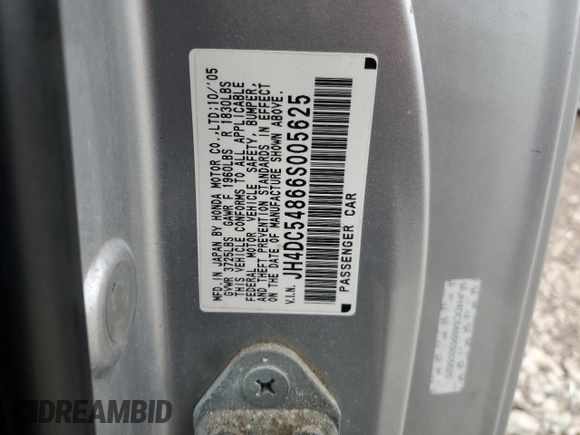 MFD. IN JAPAN BY HONDA MOTOR CO.,LTD;10/'05
GVWR 3725LBS GAWR F 1960LBS R 1830LBS
THIS VEHICLE CONFORMS TO ALL APPLICABLE
FEDERAL MOTOR VEHICLE SAFETY, BUMPER,
AND THEFT PREVENTION STANDARDS IN EFFECT
ON THE DATE OF MANUFACTURE SHOWN ABOVE.
V.I.N. JH4DC54866S005625
PASSENGER CAR
DREAMBID